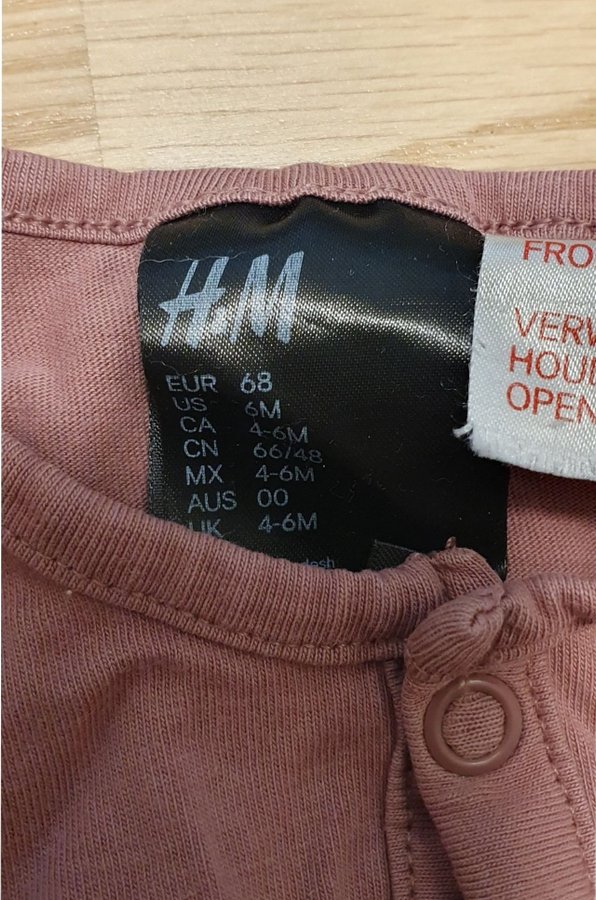 H&M
EUR 68
US 6M
CA 4-6M
CN 66/48
MX 4-6M
AUS 00
UK 4-6M
FRO
VERW
HOUD
OPEN